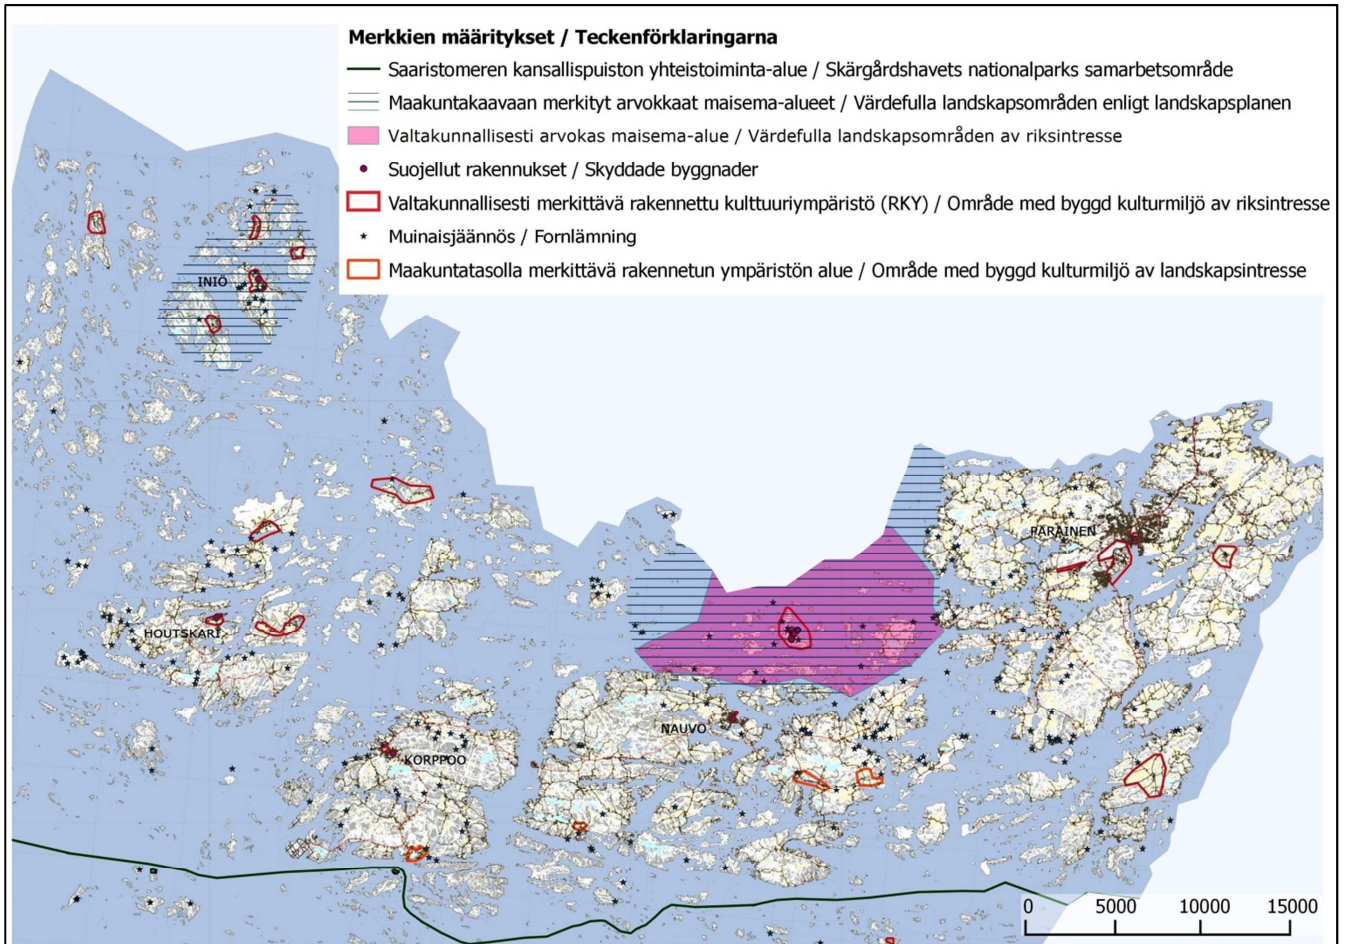 Merkkien määritykset / Teckenförklaringarna
Saaristomeren kansallispuiston yhteistoiminta-alue / Skärgårdshavets nationalparks samarbetsområde
Maakuntakaavaan merkityt arvokkaat maisema-alueet / Värdefulla landskapsområden enligt landskapsplanen
Valtakunnallisesti arvokas maisema-alue / Värdefulla landskapsområden av riksintresse
Suojellut rakennukset / Skyddade byggnader
Valtakunnallisesti merkittävä rakennettu kulttuuriympäristö (RKY) / Område med byggd kulturmiljö av riksintresse
Muinaisjäännös / Fornlämning
Maakuntatasolla merkittävä rakennetun ympäristön alue / Område med byggd kulturmiljö av landskapsintresse
INIÖ
PARAINEN
HOUTSKARI
NAUVO
KORPPOO
0 5000 10000 15000